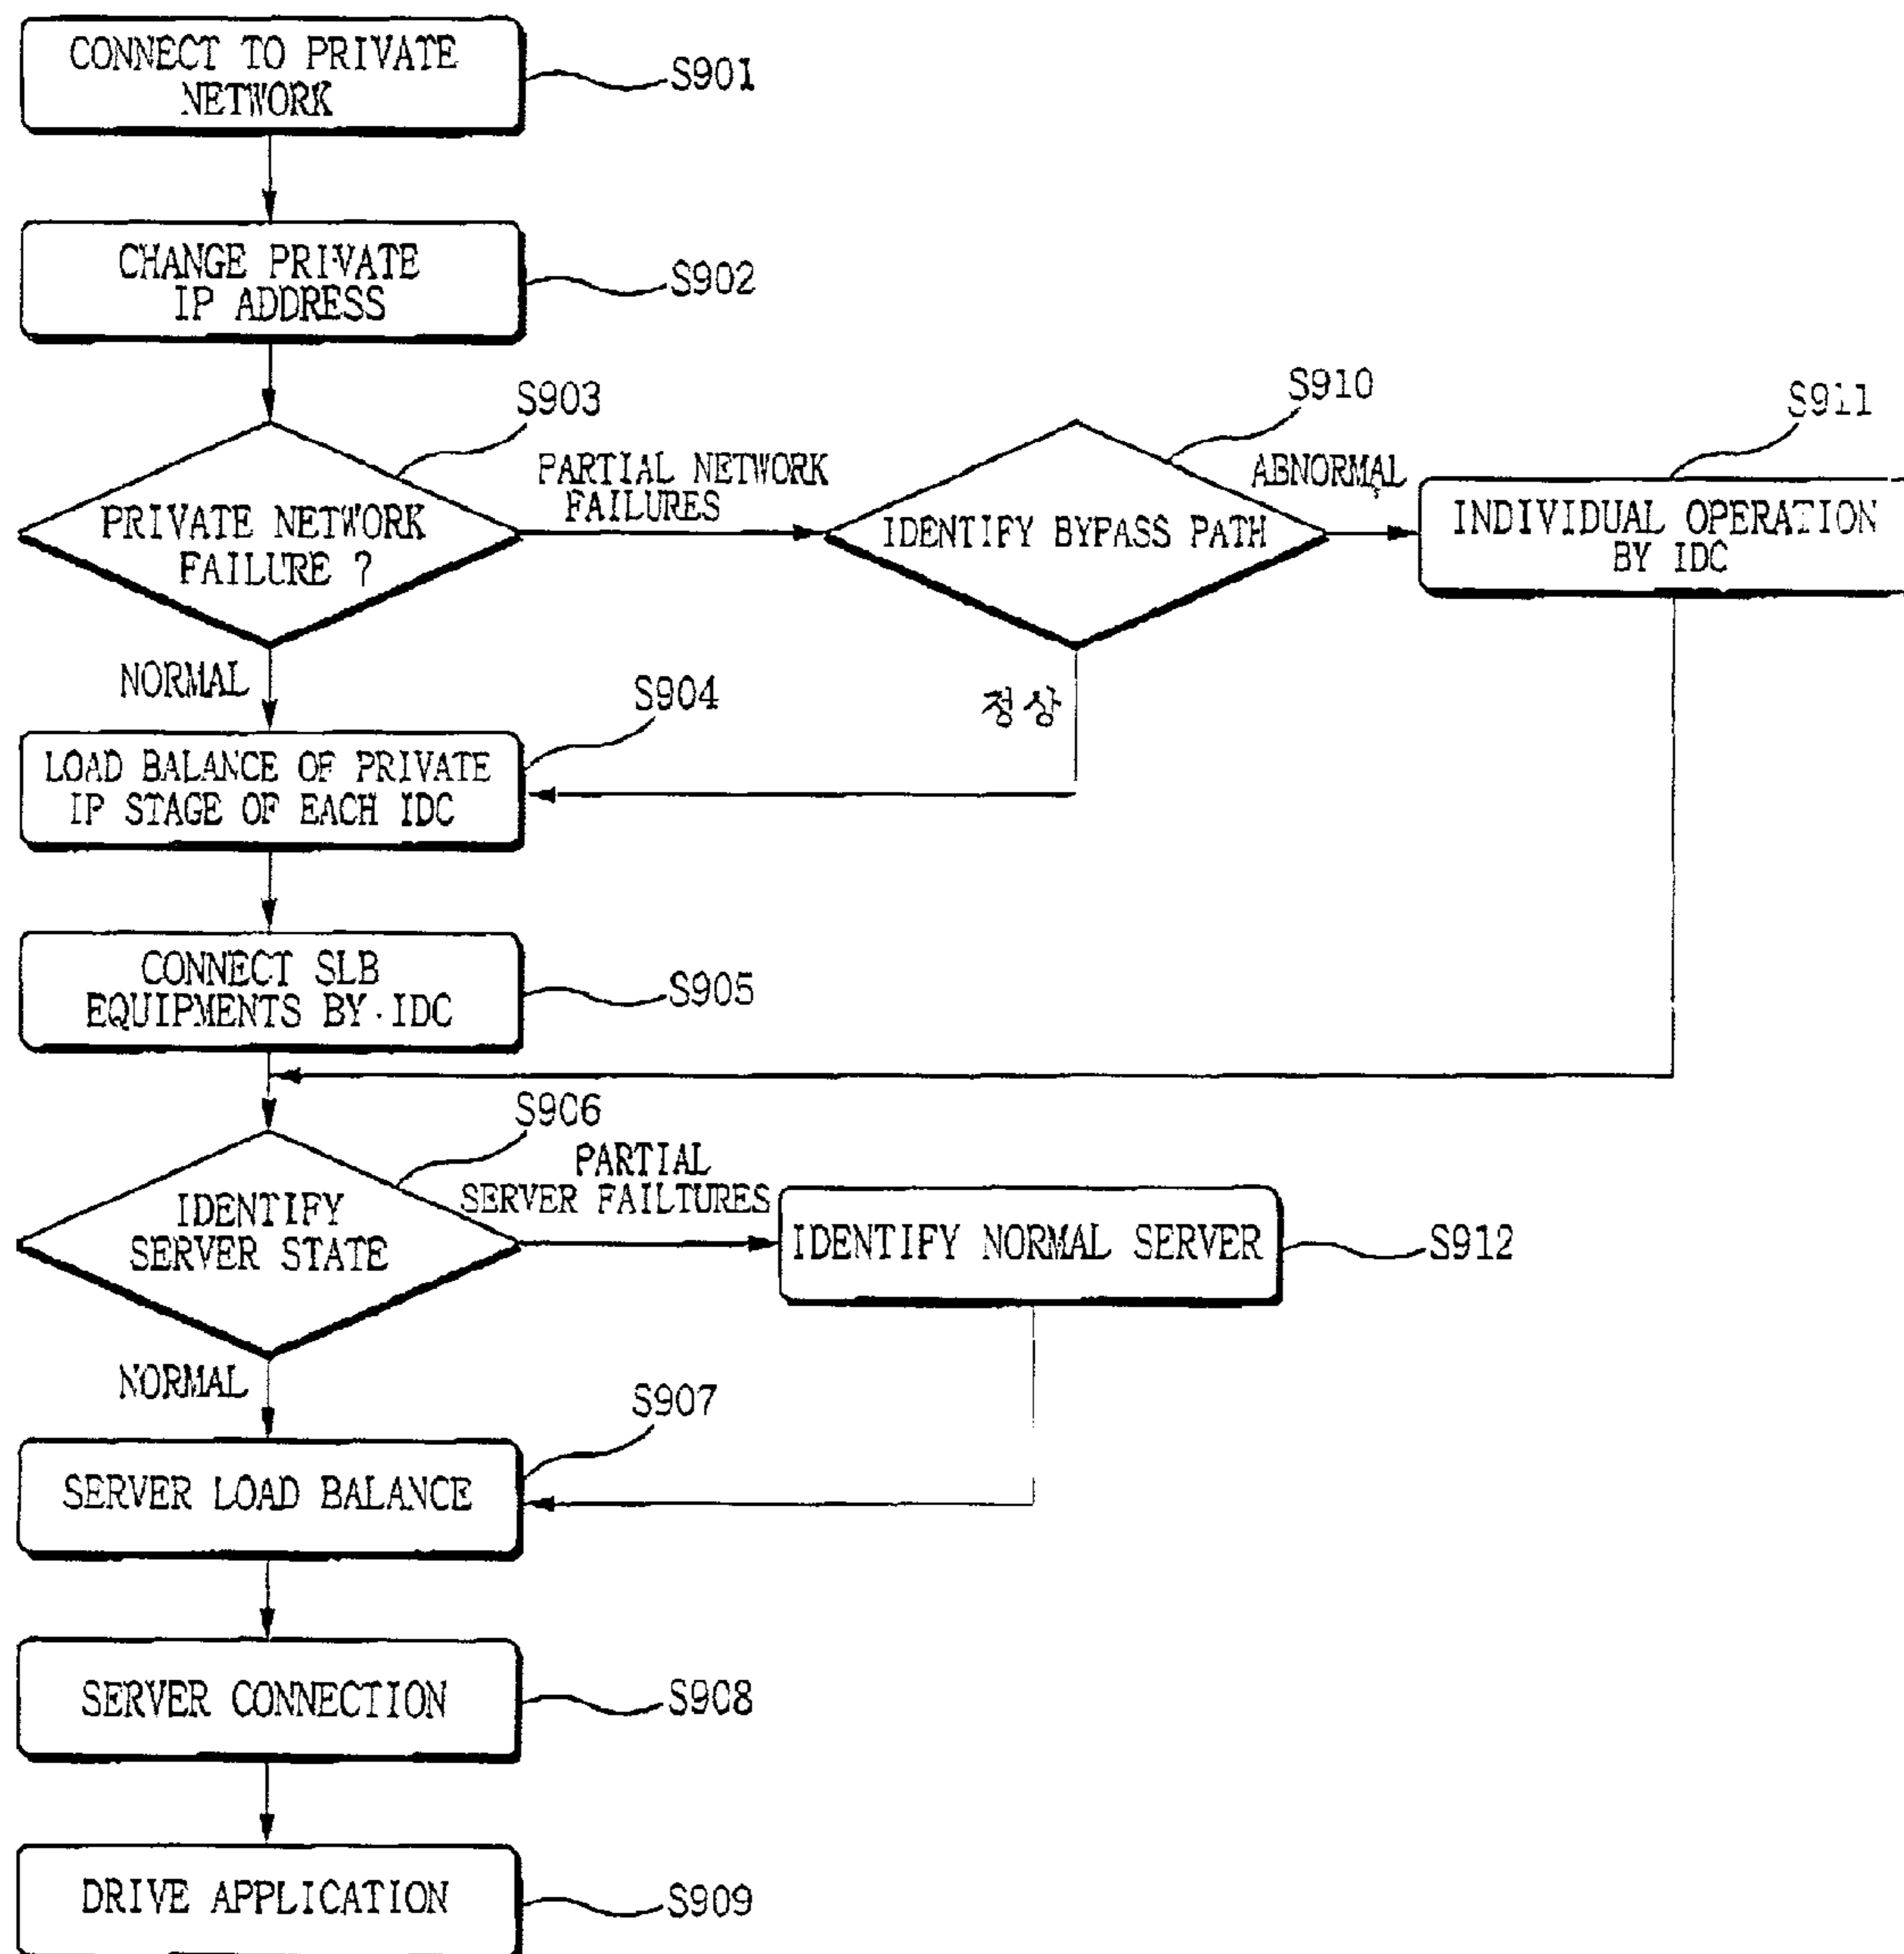 CONNECT TO PRIVATE
NETWORK
S901
CHANGE PRIVATE
IP ADDRESS
S902
S903
PRIVATE NETWORK
FAILURE ?
PARTIAL NETWORK
FAILURES
S910
IDENTIFY BYPASS PATH
ABNORMAL
S911
INDIVIDUAL OPERATION
BY IDC
NORMAL
정상
S904
LOAD BALANCE OF PRIVATE
IP STAGE OF EACH IDC
CONNECT SLB
EQUIPMENTS BY IDC
S905
S906
IDENTIFY
SERVER STATE
PARTIAL
SERVER FAILTURES
IDENTIFY NORMAL SERVER
S912
NORMAL
S907
SERVER LOAD BALANCE
SERVER CONNECTION
S908
DRIVE APPLICATION
S909